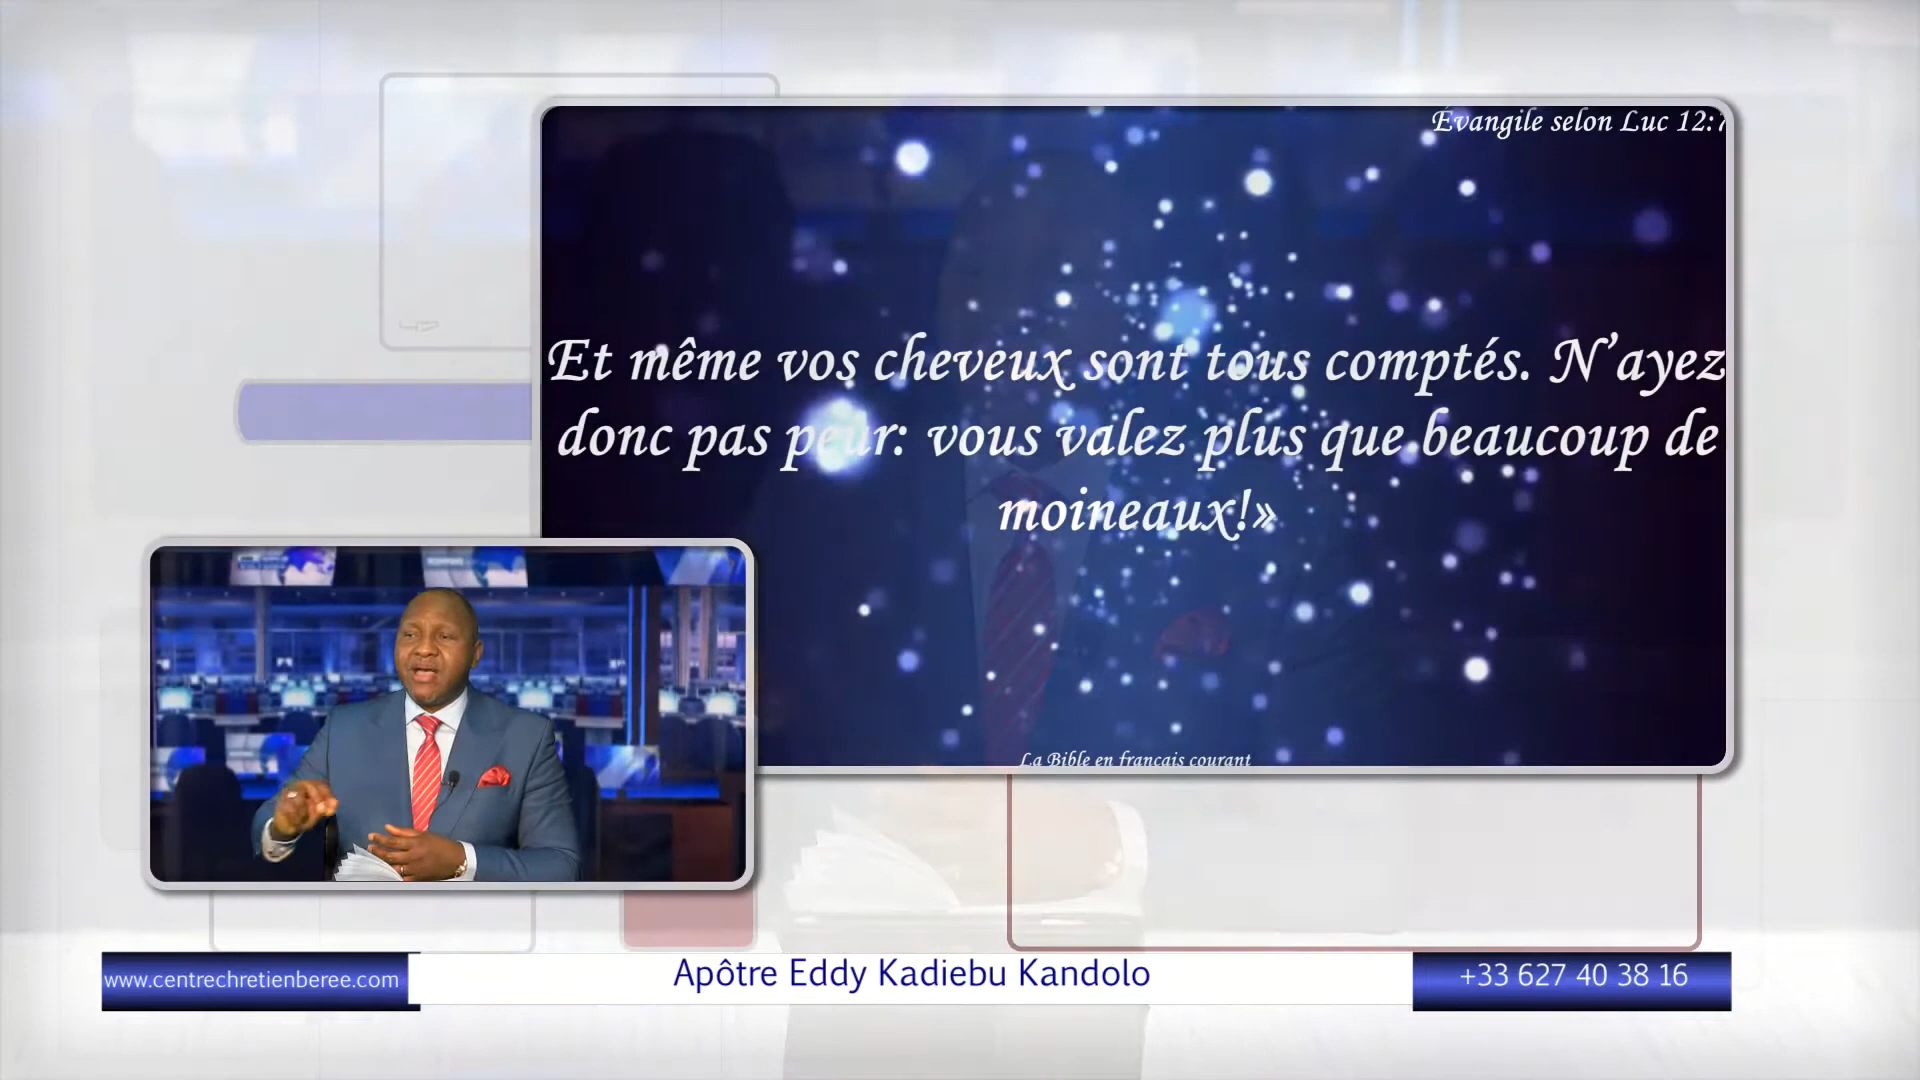 Évangile selon Luc 12:7
Et même vos cheveux sont tous comptés. N’ayez
donc pas peur: vous valez plus que beaucoup de
moineaux!»
La Bible en français courant
www.centrechretienberee.com
Apôtre Eddy Kadiebu Kandolo
+33 627 40 38 16